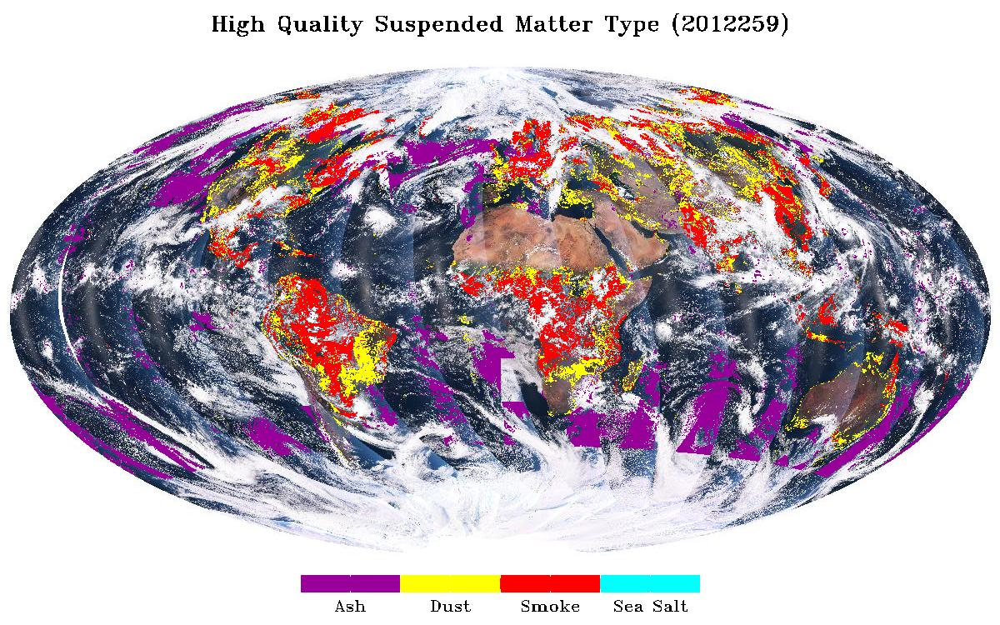 High Quality Suspended Matter Type (2012259)
Ash Dust Smoke Sea Salt